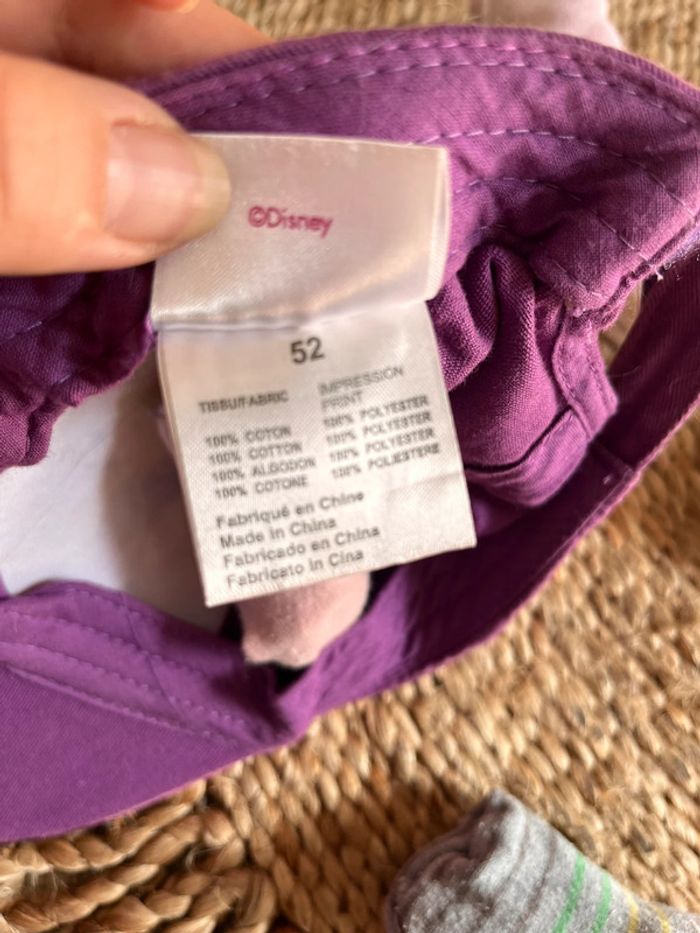 ©Disney
52
TISSU/FABRIC
100% COTON
100% COTTON
100% ALGODON
100% COTONE
IMPRESSION
PRINT
100% POLYESTER
100% POLYESTER
100% POLYESTER
100% POLIESTERE
Fabriqué en Chine
Made in China
Fabricado en China
Fabricato in Cina